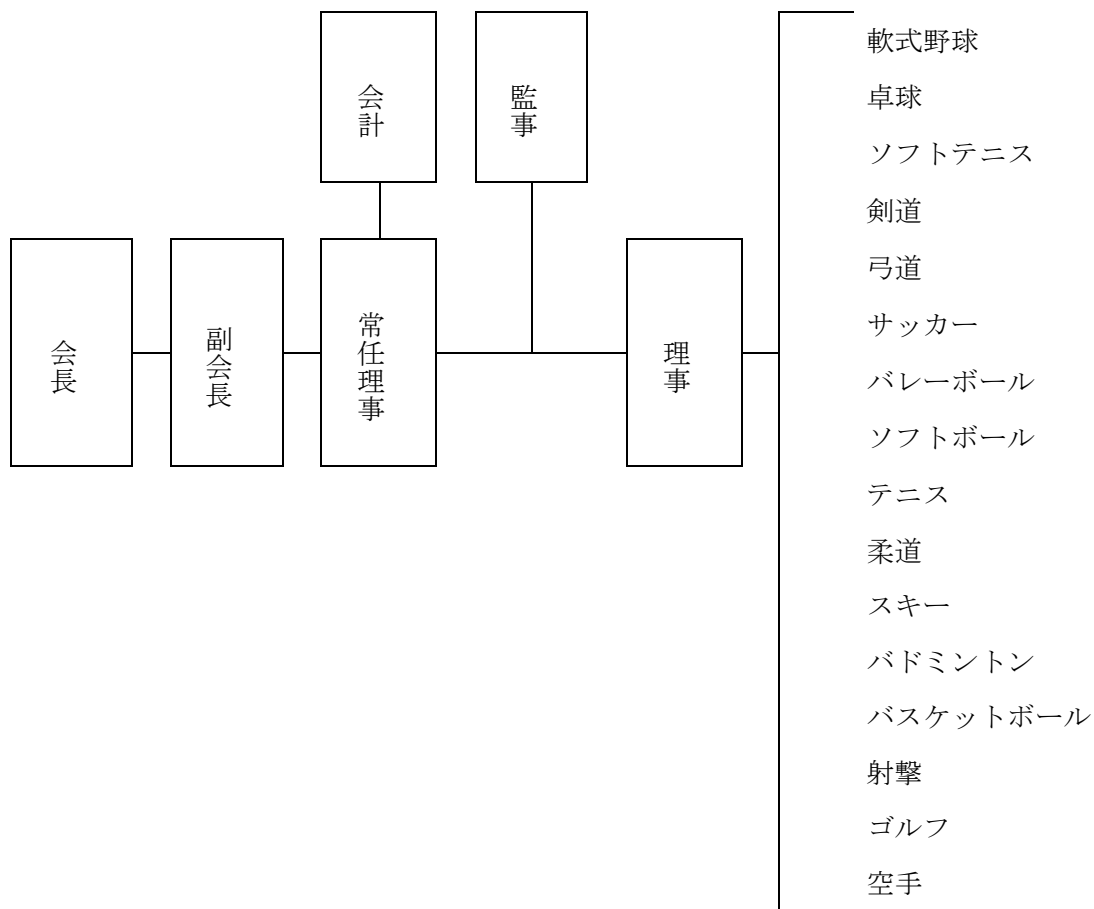 会計
監事
会長
副会長
常任理事
理事
軟式野球
卓球
ソフトテニス
剣道
弓道
サッカー
バレーボール
ソフトボール
テニス
柔道
スキー
バドミントン
バスケットボール
射撃
ゴルフ
空手